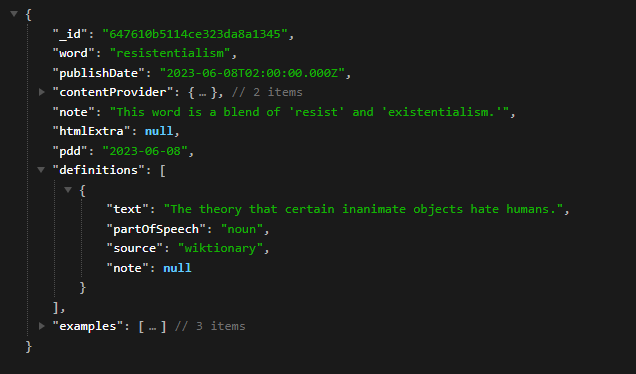 {
"_id": "647610b5114ce323da8a1345",
"word": "resistentialism",
"publishDate": "2023-06-08T02:00:00.000Z",
"contentProvider": { … }, // 2 items
"note": "This word is a blend of 'resist' and 'existentialism.'",
"htmlExtra": null,
"pdd": "2023-06-08",
"definitions": [
{
"text": "The theory that certain inanimate objects hate humans.",
"partOfSpeech": "noun",
"source": "wiktionary",
"note": null
}
],
"examples": [ … ] // 3 items
}